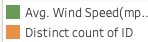 Avg. Wind Speed(mp..
Distinct count of ID